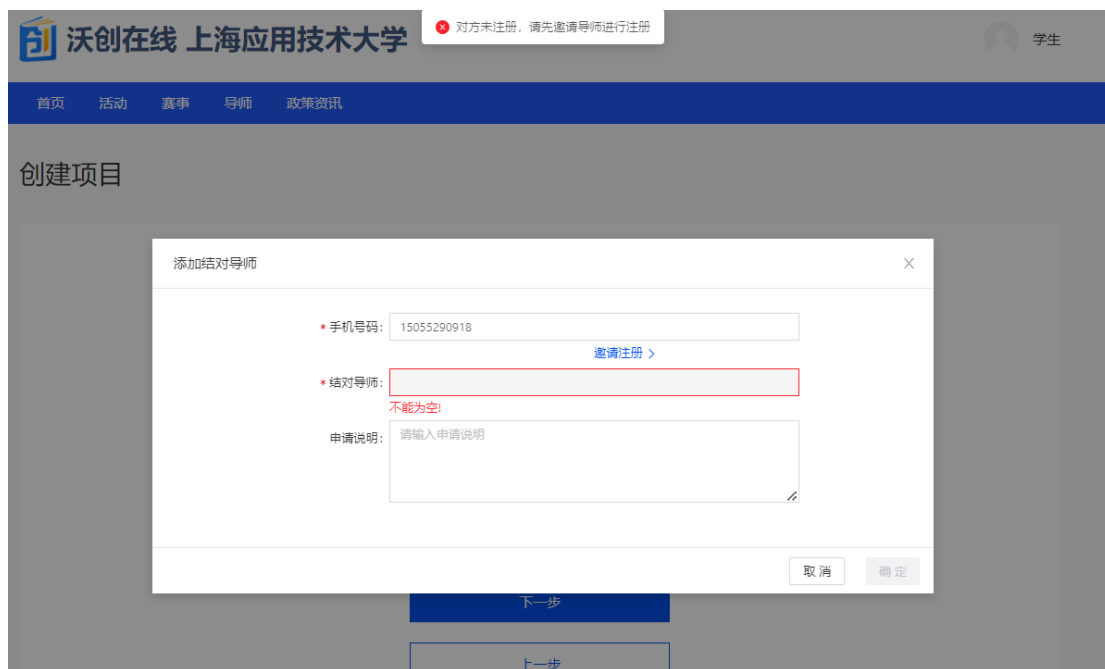 对方未注册，请先邀请导师进行注册
创 沃创在线 上海应用技术大学
学生
首页 活动 赛事 导师 政策资讯
创建项目
添加结对导师
* 手机号码: 15055290918
邀请注册 >
* 结对导师:
不能为空!
申请说明: 请输入申请说明
取 消 确 定
下一步
上一步